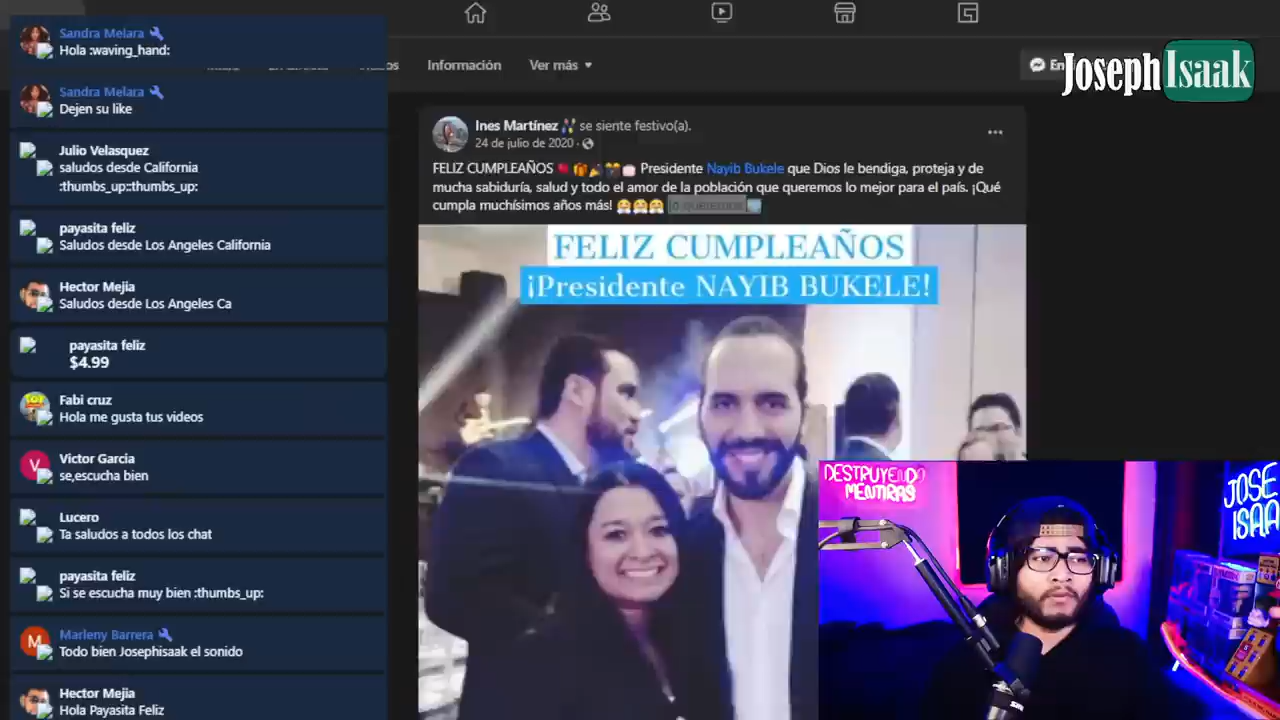 Sandra Melara
Hola :waving_hand:
Sandra Melara
Dejen su like
Julio Velasquez
saludos desde California
:thumbs_up:thumbs_up:
payasita feliz
Saludos desde Los Angeles California
Hector Mejia
Saludos desde Los Angeles Ca
payasita feliz
$4.99
Fabi cruz
Hola me gusta tus videos
Victor Garcia
se,escucha bien
Lucero
Ta saludos a todos los chat
payasita feliz
Si se escucha muy bien :thumbs_up:
Marleny Barrera
Todo bien Josephisaak el sonido
Hector Mejia
Hola Payasita Feliz
Información
Ver más
JosephIsaak
Ines Martínez se siente festivo(a).
24 de julio de 2020
FELIZ CUMPLEAÑOS Presidente Nayib Bukele que Dios le bendiga, proteja y de
mucha sabiduría, salud y todo el amor de la población que queremos lo mejor para el país. ¡Qué
cumpla muchísimos años más! lo queremos
FELIZ CUMPLEAÑOS
¡Presidente NAYIB BUKELE!
DESTRUYENDO
MENTIRAS
JOSE
ISAA